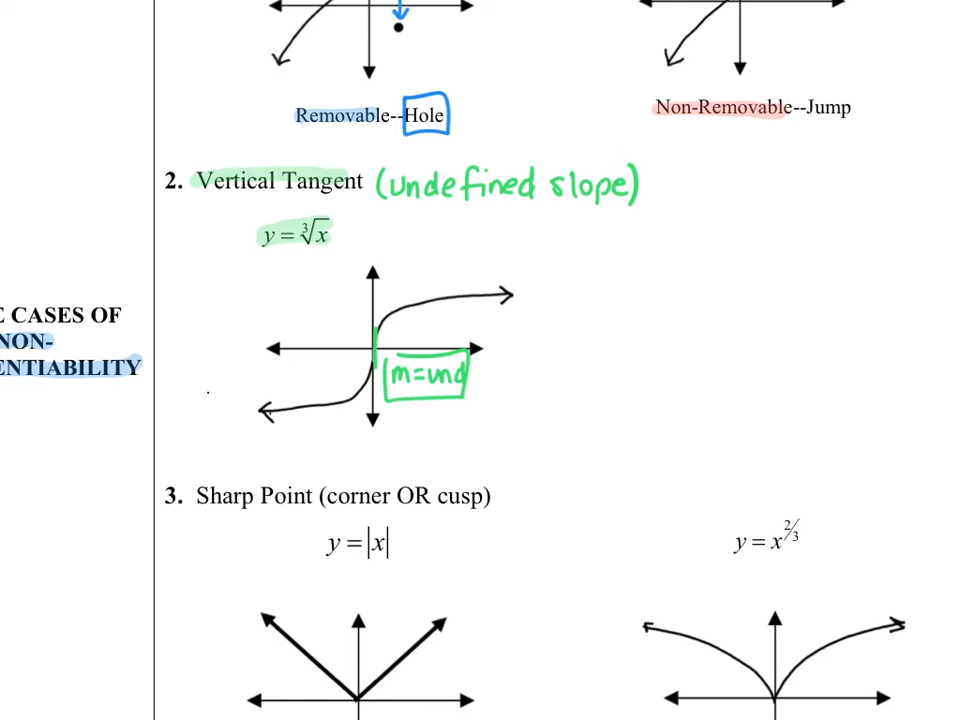 Removable--Hole
Non-Removable--Jump
2. Vertical Tangent (undefined slope)
y = ∛x
E CASES OF
NON-
ENTIABILITY
m=und
3. Sharp Point (corner OR cusp)
y = |x|
y = x^{2/3}